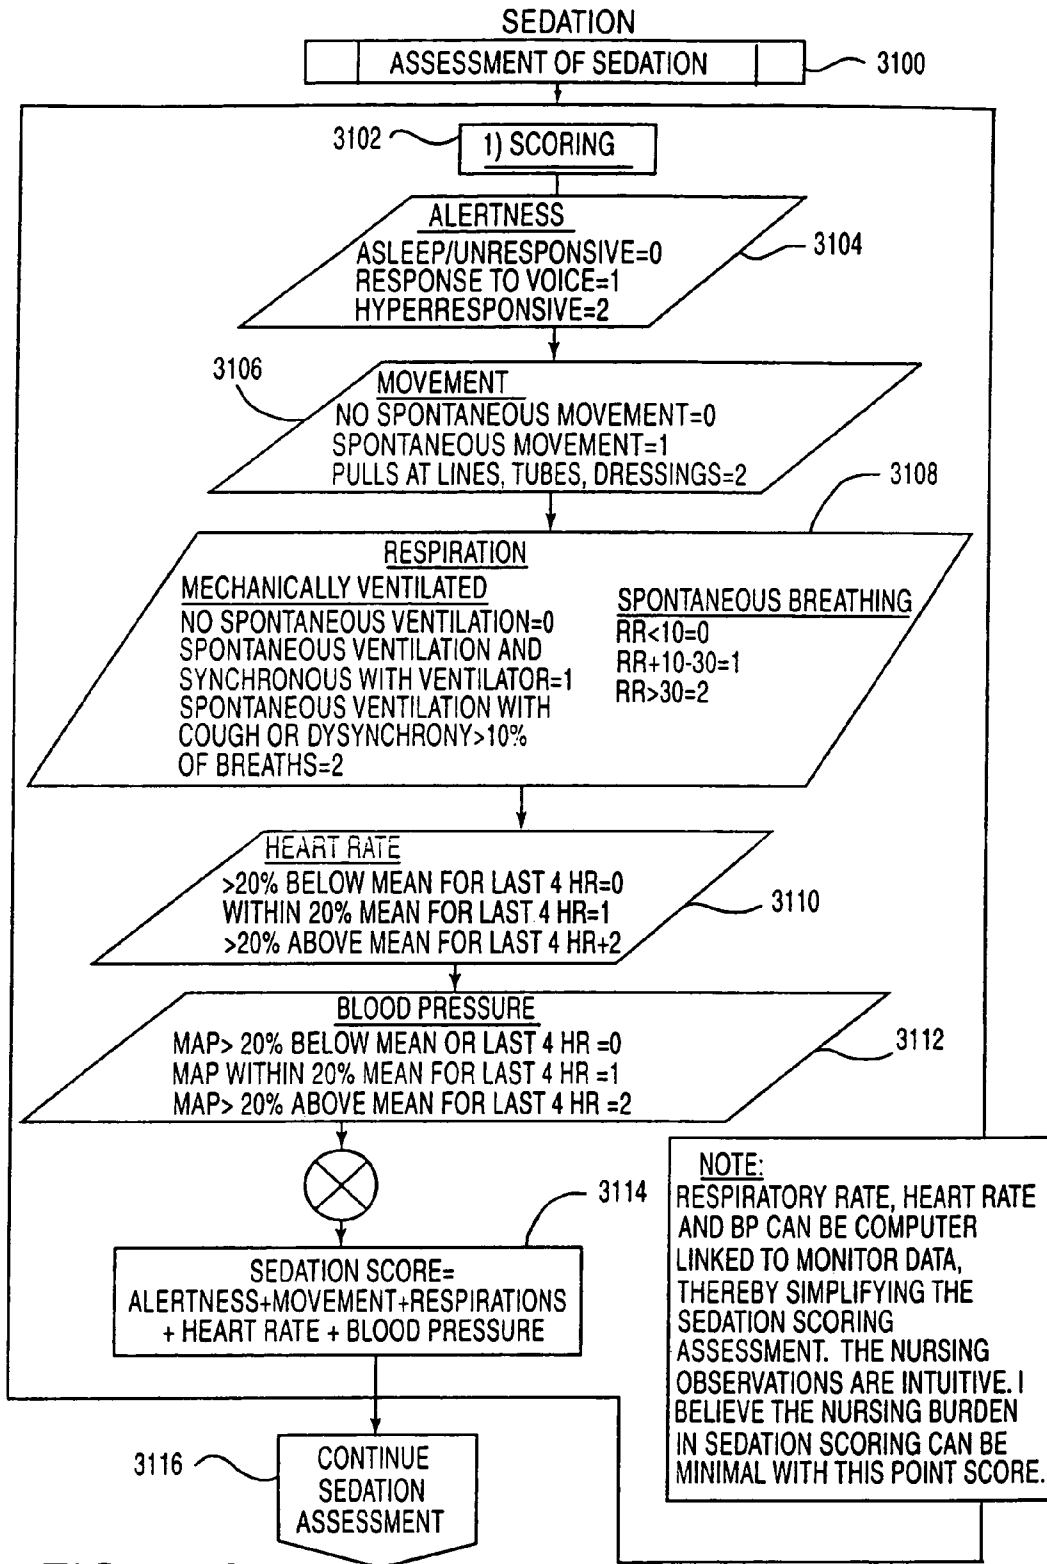 SEDATION
ASSESSMENT OF SEDATION
3100
3102
1) SCORING
ALERTNESS
ASLEEP/UNRESPONSIVE=0
RESPONSE TO VOICE=1
HYPERRESPONSIVE=2
3104
3106
MOVEMENT
NO SPONTANEOUS MOVEMENT=0
SPONTANEOUS MOVEMENT=1
PULLS AT LINES, TUBES, DRESSINGS=2
3108
RESPIRATION
MECHANICALLY VENTILATED
NO SPONTANEOUS VENTILATION=0
SPONTANEOUS VENTILATION AND
SYNCHRONOUS WITH VENTILATOR=1
SPONTANEOUS VENTILATION WITH
COUGH OR DYSYNCHRONY>10%
OF BREATHS=2
SPONTANEOUS BREATHING
RR<10=0
RR+10-30=1
RR>30=2
HEART RATE
>20% BELOW MEAN FOR LAST 4 HR=0
WITHIN 20% MEAN FOR LAST 4 HR=1
>20% ABOVE MEAN FOR LAST 4 HR+2
3110
BLOOD PRESSURE
MAP> 20% BELOW MEAN OR LAST 4 HR =0
MAP WITHIN 20% MEAN FOR LAST 4 HR =1
MAP> 20% ABOVE MEAN FOR LAST 4 HR =2
3112
3114
SEDATION SCORE=
ALERTNESS+MOVEMENT+RESPIRATIONS
+ HEART RATE + BLOOD PRESSURE
NOTE:
RESPIRATORY RATE, HEART RATE
AND BP CAN BE COMPUTER
LINKED TO MONITOR DATA,
THEREBY SIMPLIFYING THE
SEDATION SCORING
ASSESSMENT. THE NURSING
OBSERVATIONS ARE INTUITIVE. I
BELIEVE THE NURSING BURDEN
IN SEDATION SCORING CAN BE
MINIMAL WITH THIS POINT SCORE.
3116
CONTINUE
SEDATION
ASSESSMENT